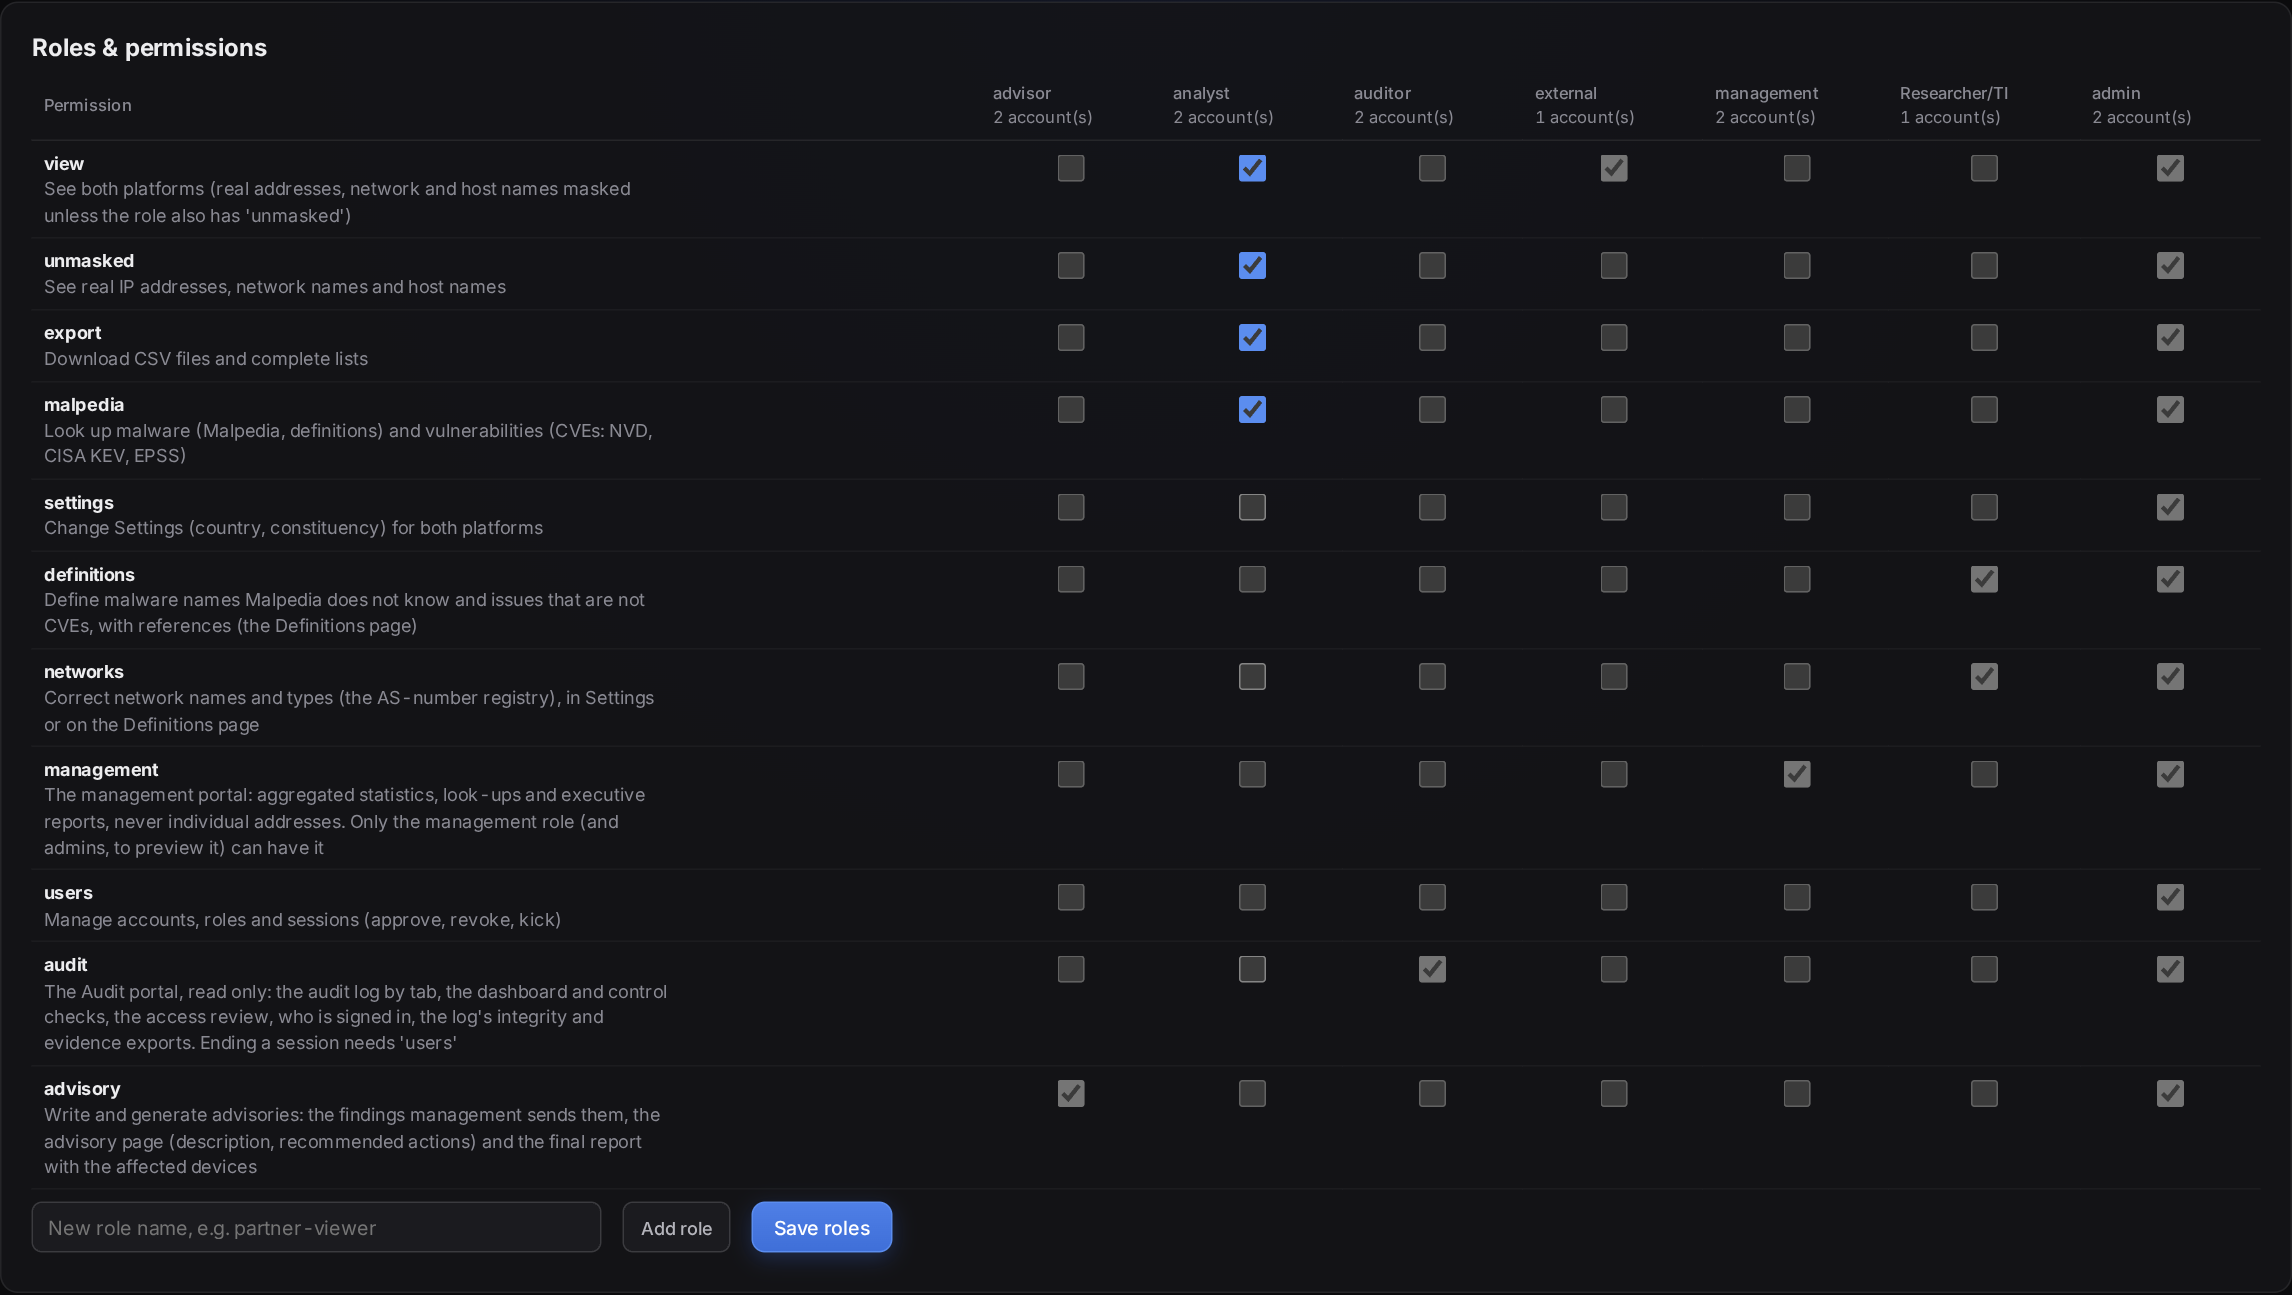 Roles & permissions
Permission
advisor
2 account(s)
analyst
2 account(s)
auditor
2 account(s)
external
1 account(s)
management
2 account(s)
Researcher/TI
1 account(s)
admin
2 account(s)
view
See both platforms (real addresses, network and host names masked
unless the role also has 'unmasked')
unmasked
See real IP addresses, network names and host names
export
Download CSV files and complete lists
malpedia
Look up malware (Malpedia, definitions) and vulnerabilities (CVEs: NVD,
CISA KEV, EPSS)
settings
Change Settings (country, constituency) for both platforms
definitions
Define malware names Malpedia does not know and issues that are not
CVEs, with references (the Definitions page)
networks
Correct network names and types (the AS-number registry), in Settings
or on the Definitions page
management
The management portal: aggregated statistics, look-ups and executive
reports, never individual addresses. Only the management role (and
admins, to preview it) can have it
users
Manage accounts, roles and sessions (approve, revoke, kick)
audit
The Audit portal, read only: the audit log by tab, the dashboard and control
checks, the access review, who is signed in, the log's integrity and
evidence exports. Ending a session needs 'users'
advisory
Write and generate advisories: the findings management sends them, the
advisory page (description, recommended actions) and the final report
with the affected devices
New role name, e.g. partner-viewer
Add role
Save roles